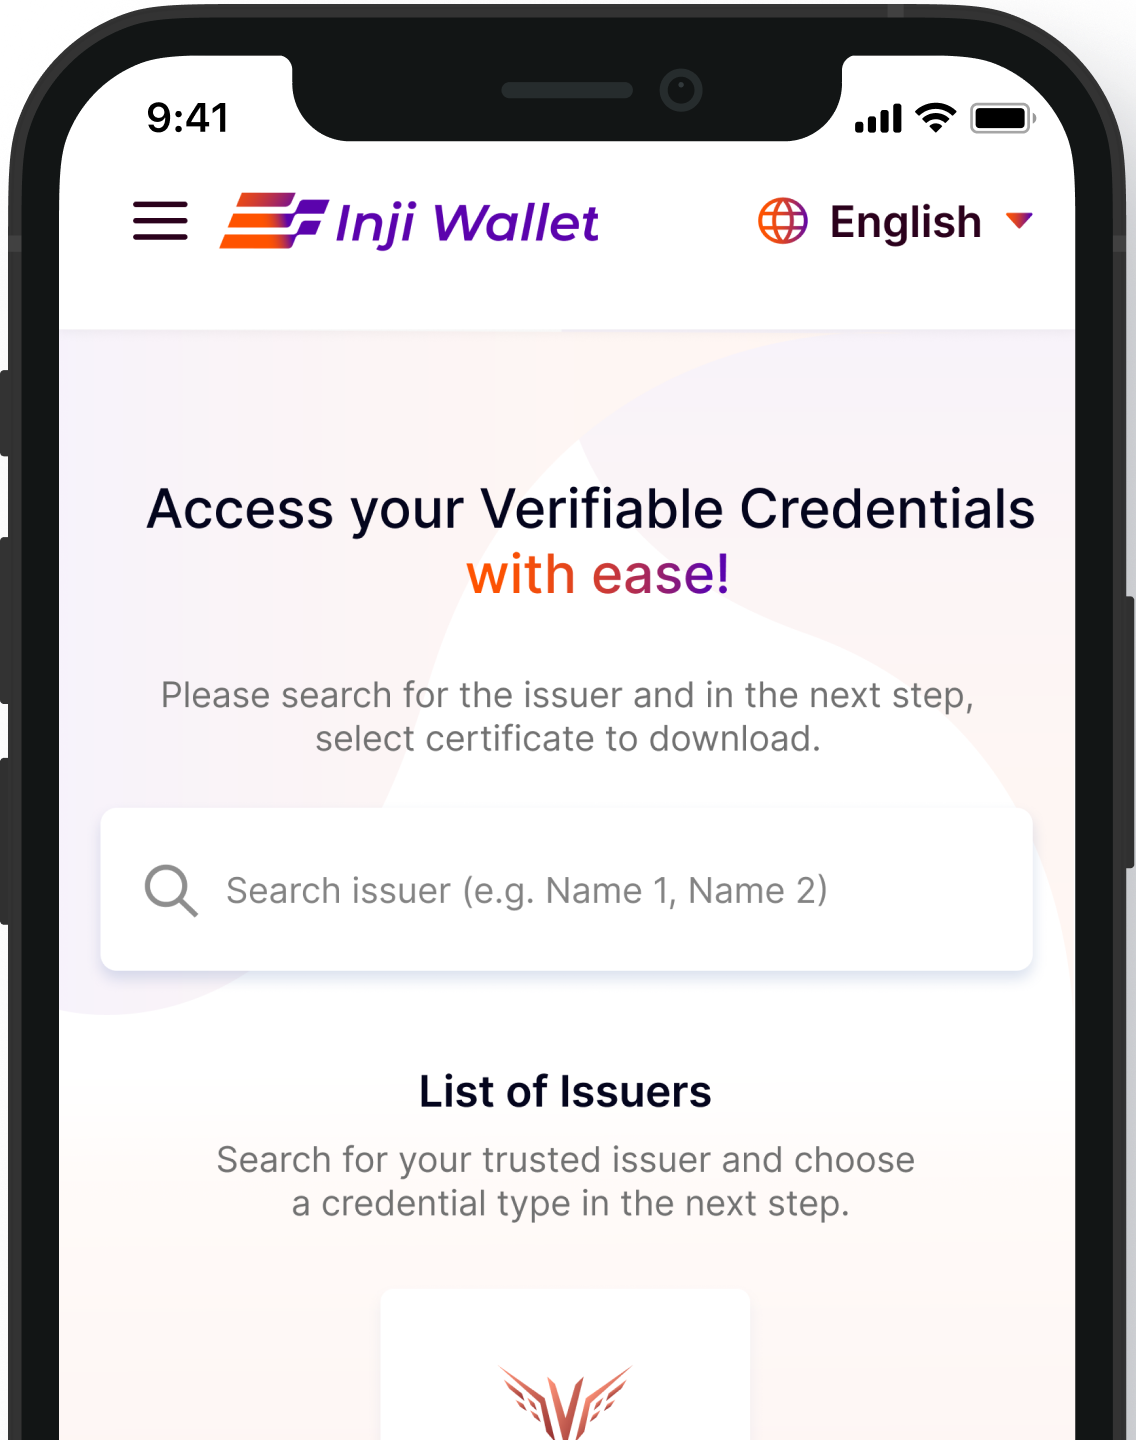 9:41
Inji Wallet
English
Access your Verifiable Credentials
with ease!
Please search for the issuer and in the next step,
select certificate to download.
Search issuer (e.g. Name 1, Name 2)
List of Issuers
Search for your trusted issuer and choose
a credential type in the next step.